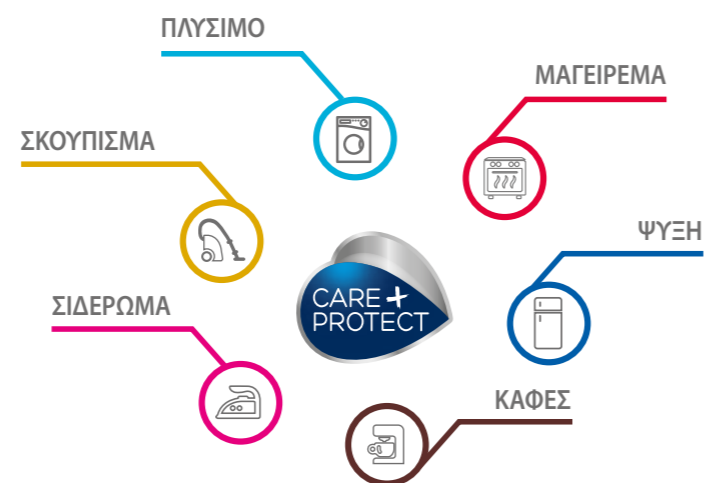 ΠΛΥΣΙΜΟ
ΜΑΓΕΙΡΕΜΑ
ΣΚΟΥΠΙΣΜΑ
ΨΥΞΗ
CARE +
PROTECT
ΣΙΔΕΡΩΜΑ
ΚΑΦΕΣ